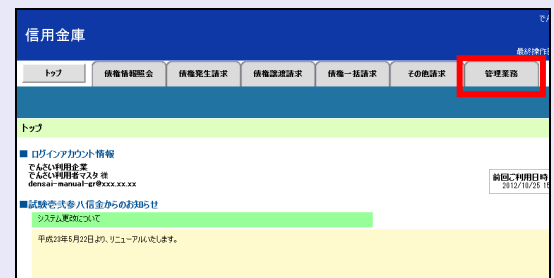 でん
信用金庫
最終操作
トップ 債権情報照会 債権発生請求 債権譲渡請求 債権一括請求 その他請求 管理業務
トップ
■ ログインアカウント情報
でんさい利用企業
でんさい利用者マスタ 様
densai-manual-gr@xxx.xx.xx
前回ご利用日時
2012/10/25 15
■試験壱弐参八信金からのお知らせ
システム更改について
平成23年5月22日より、リニューアルいたします。